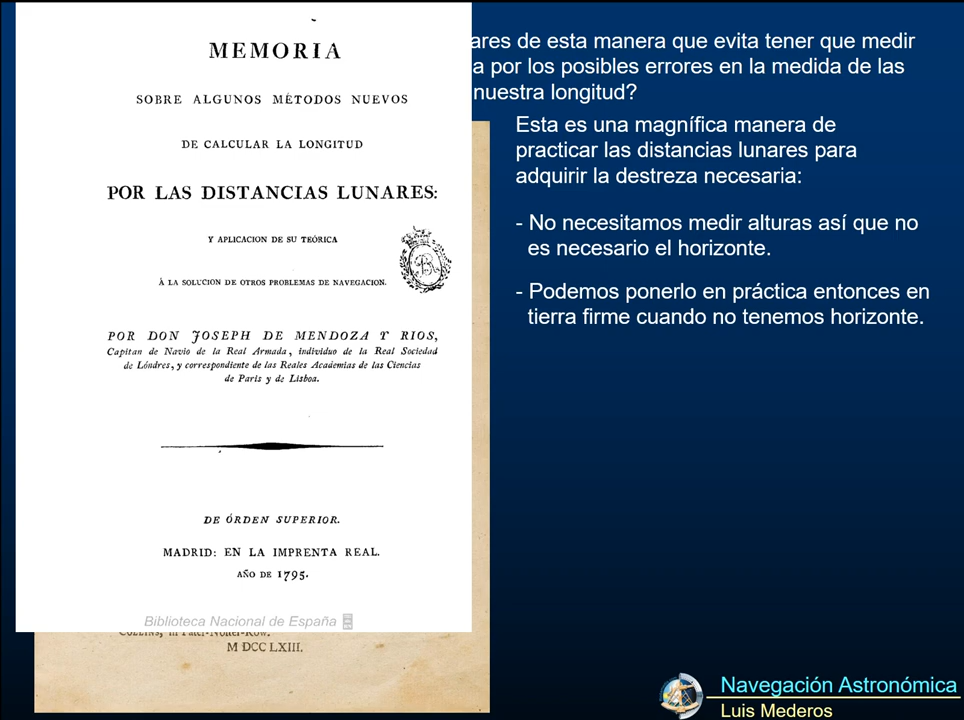 MEMORIA
SOBRE ALGUNOS MÉTODOS NUEVOS
DE CALCULAR LA LONGITUD
POR LAS DISTANCIAS LUNARES:
Y APLICACION DE SU TEÓRICA
Á LA SOLUCION DE OTROS PROBLEMAS DE NAVEGACION.
POR DON JOSEPH DE MENDOZA Y RIOS,
Capitan de Navio de la Real Armada, individuo de la Real Sociedad
de Lóndres, y correspondiente de las Reales Academias de las Ciencias
de Paris y de Lisboa.
DE ÓRDEN SUPERIOR.
MADRID: EN LA IMPRENTA REAL.
AÑO DE 1795.
Biblioteca Nacional de España
M DCC LXIII.
ares de esta manera que evita tener que medir
a por los posibles errores en la medida de las
nuestra longitud?
Esta es una magnífica manera de
practicar las distancias lunares para
adquirir la destreza necesaria:
- No necesitamos medir alturas así que no
es necesario el horizonte.
- Podemos ponerlo en práctica entonces en
tierra firme cuando no tenemos horizonte.
Navegación Astronómica
Luis Mederos